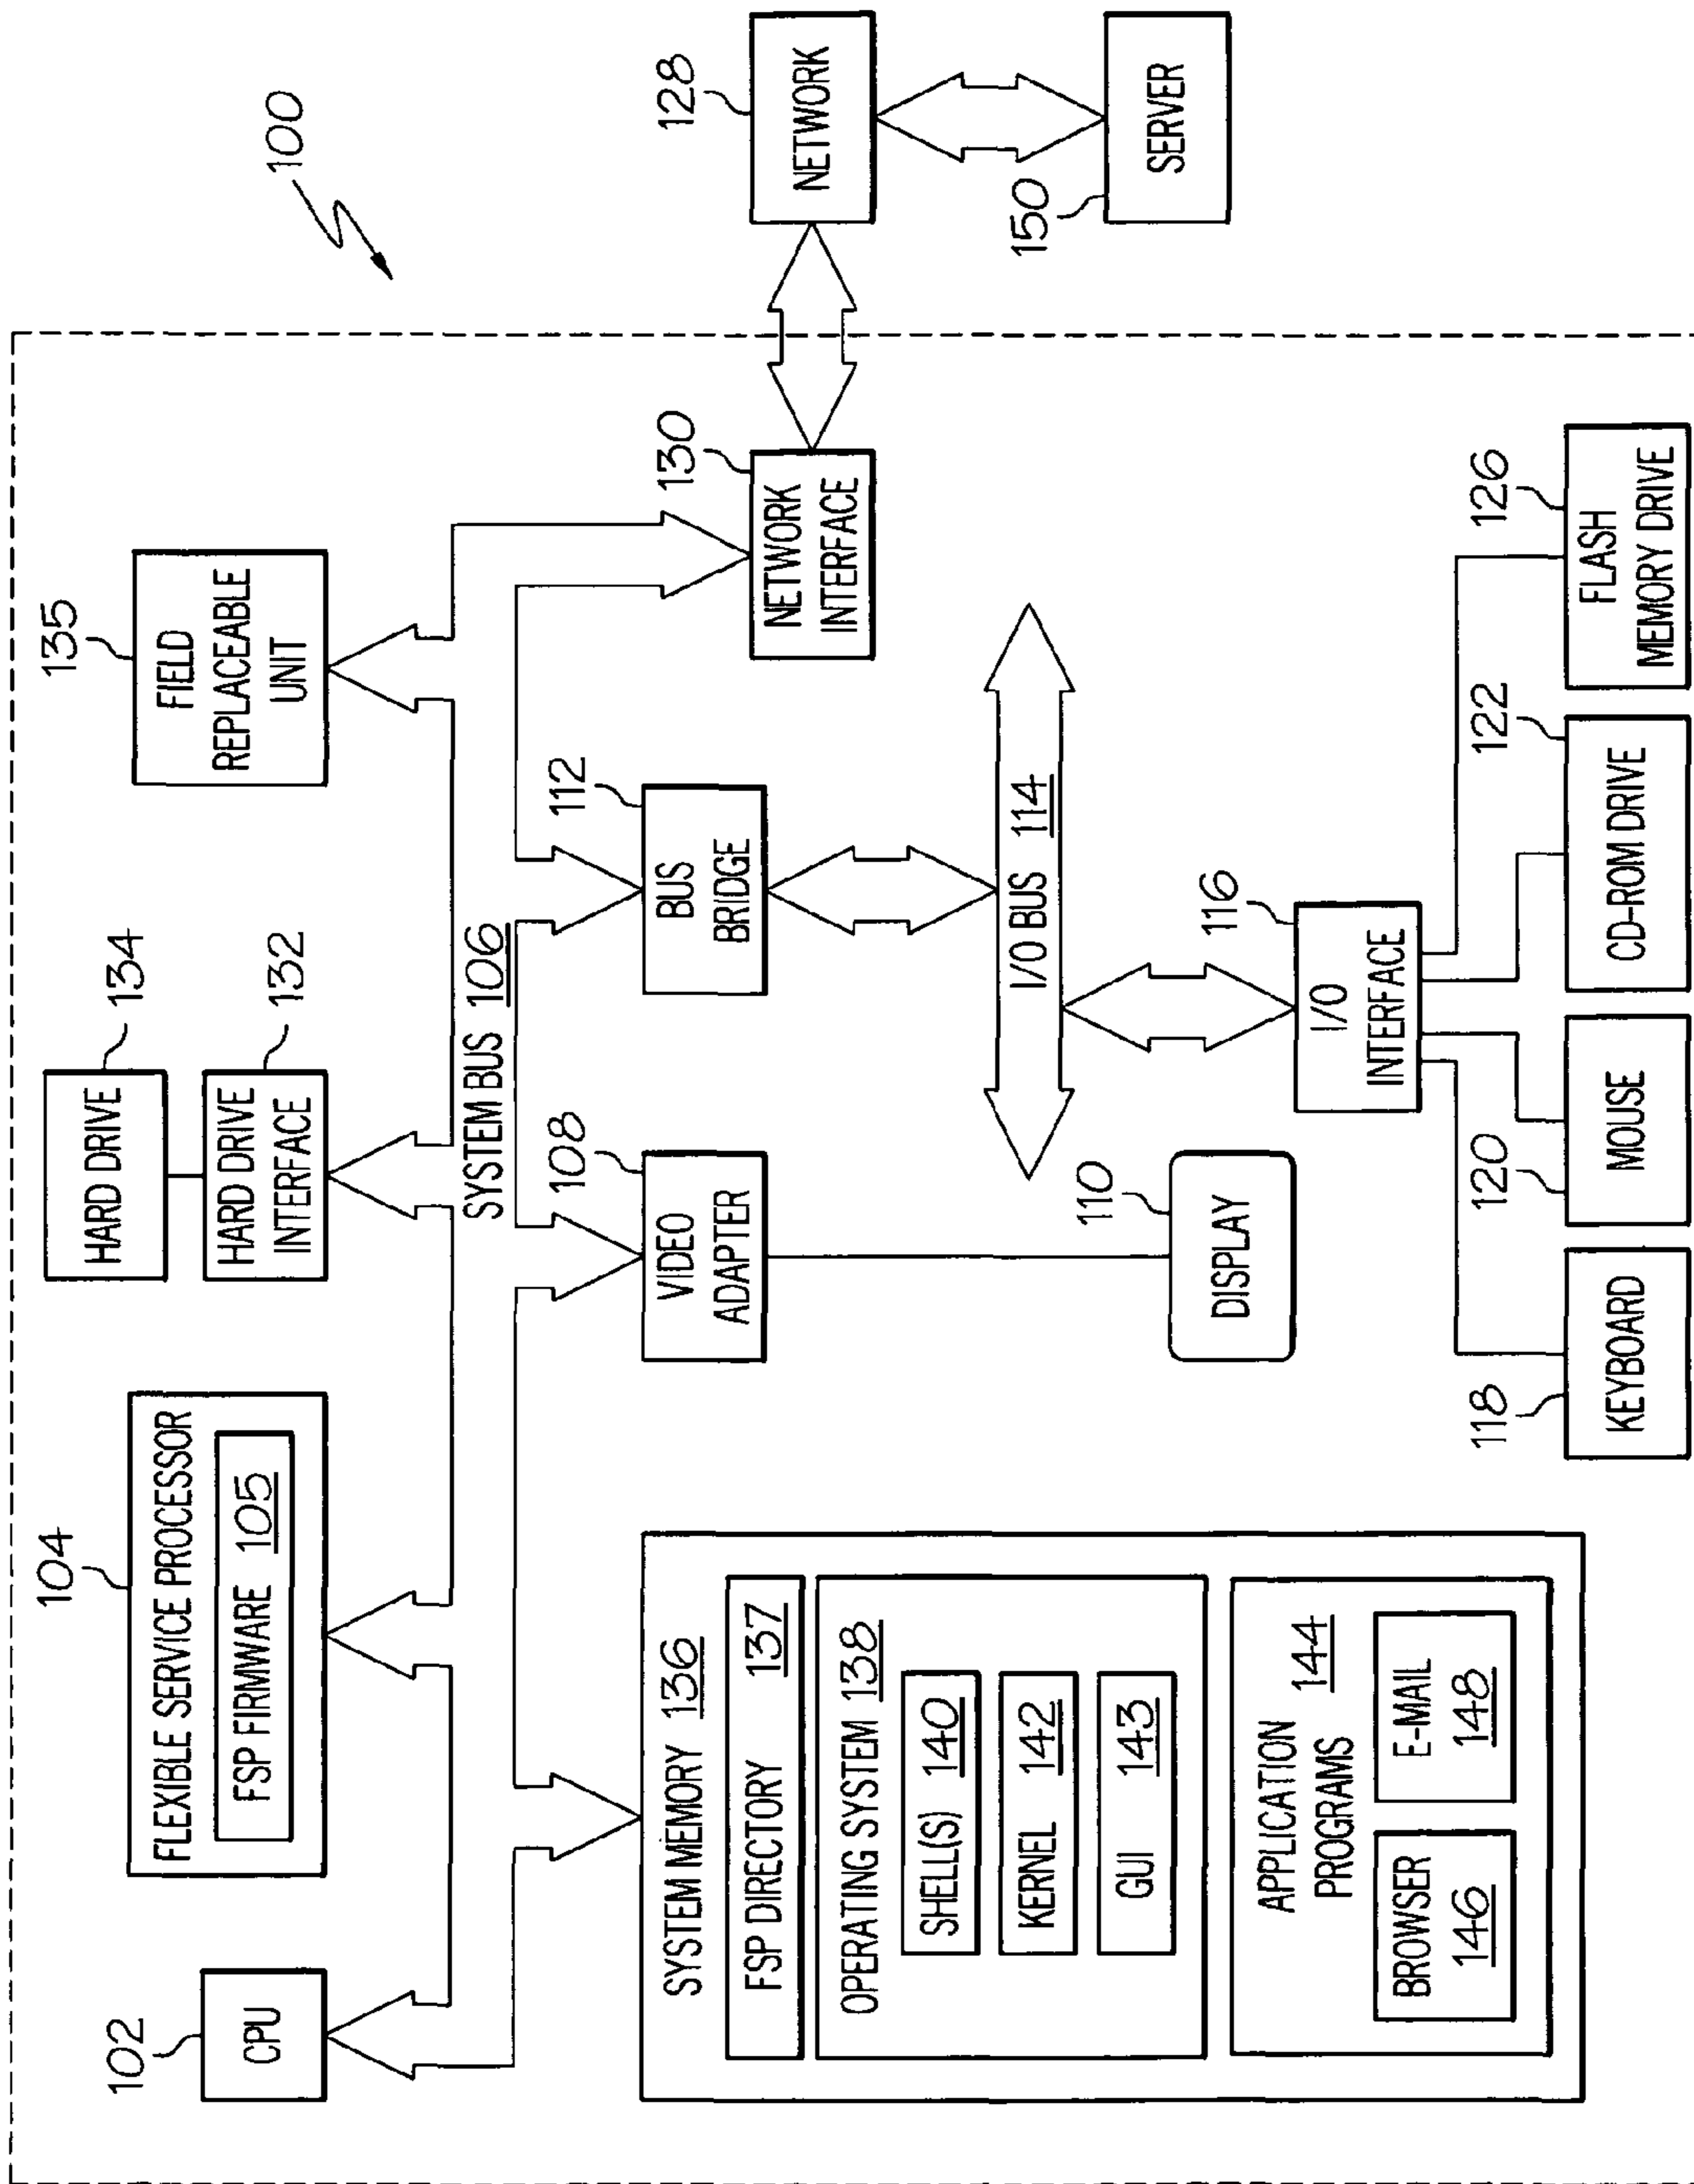 100
102
CPU
104
FLEXIBLE SERVICE PROCESSOR
FSP FIRMWARE 105
134
HARD DRIVE
132
HARD DRIVE
INTERFACE
135
FIELD
REPLACEABLE
UNIT
SYSTEM BUS 106
SYSTEM MEMORY 136
FSP DIRECTORY 137
OPERATING SYSTEM 138
SHELL(S) 140
KERNEL 142
GUI 143
APPLICATION
PROGRAMS 144
BROWSER
146
E-MAIL
148
108
VIDEO
ADAPTER
110
DISPLAY
112
BUS
BRIDGE
I/O BUS 114
116
I/O
INTERFACE
130
NETWORK
INTERFACE
128
NETWORK
150
SERVER
118
KEYBOARD
120
MOUSE
122
CD-ROM DRIVE
126
FLASH
MEMORY DRIVE